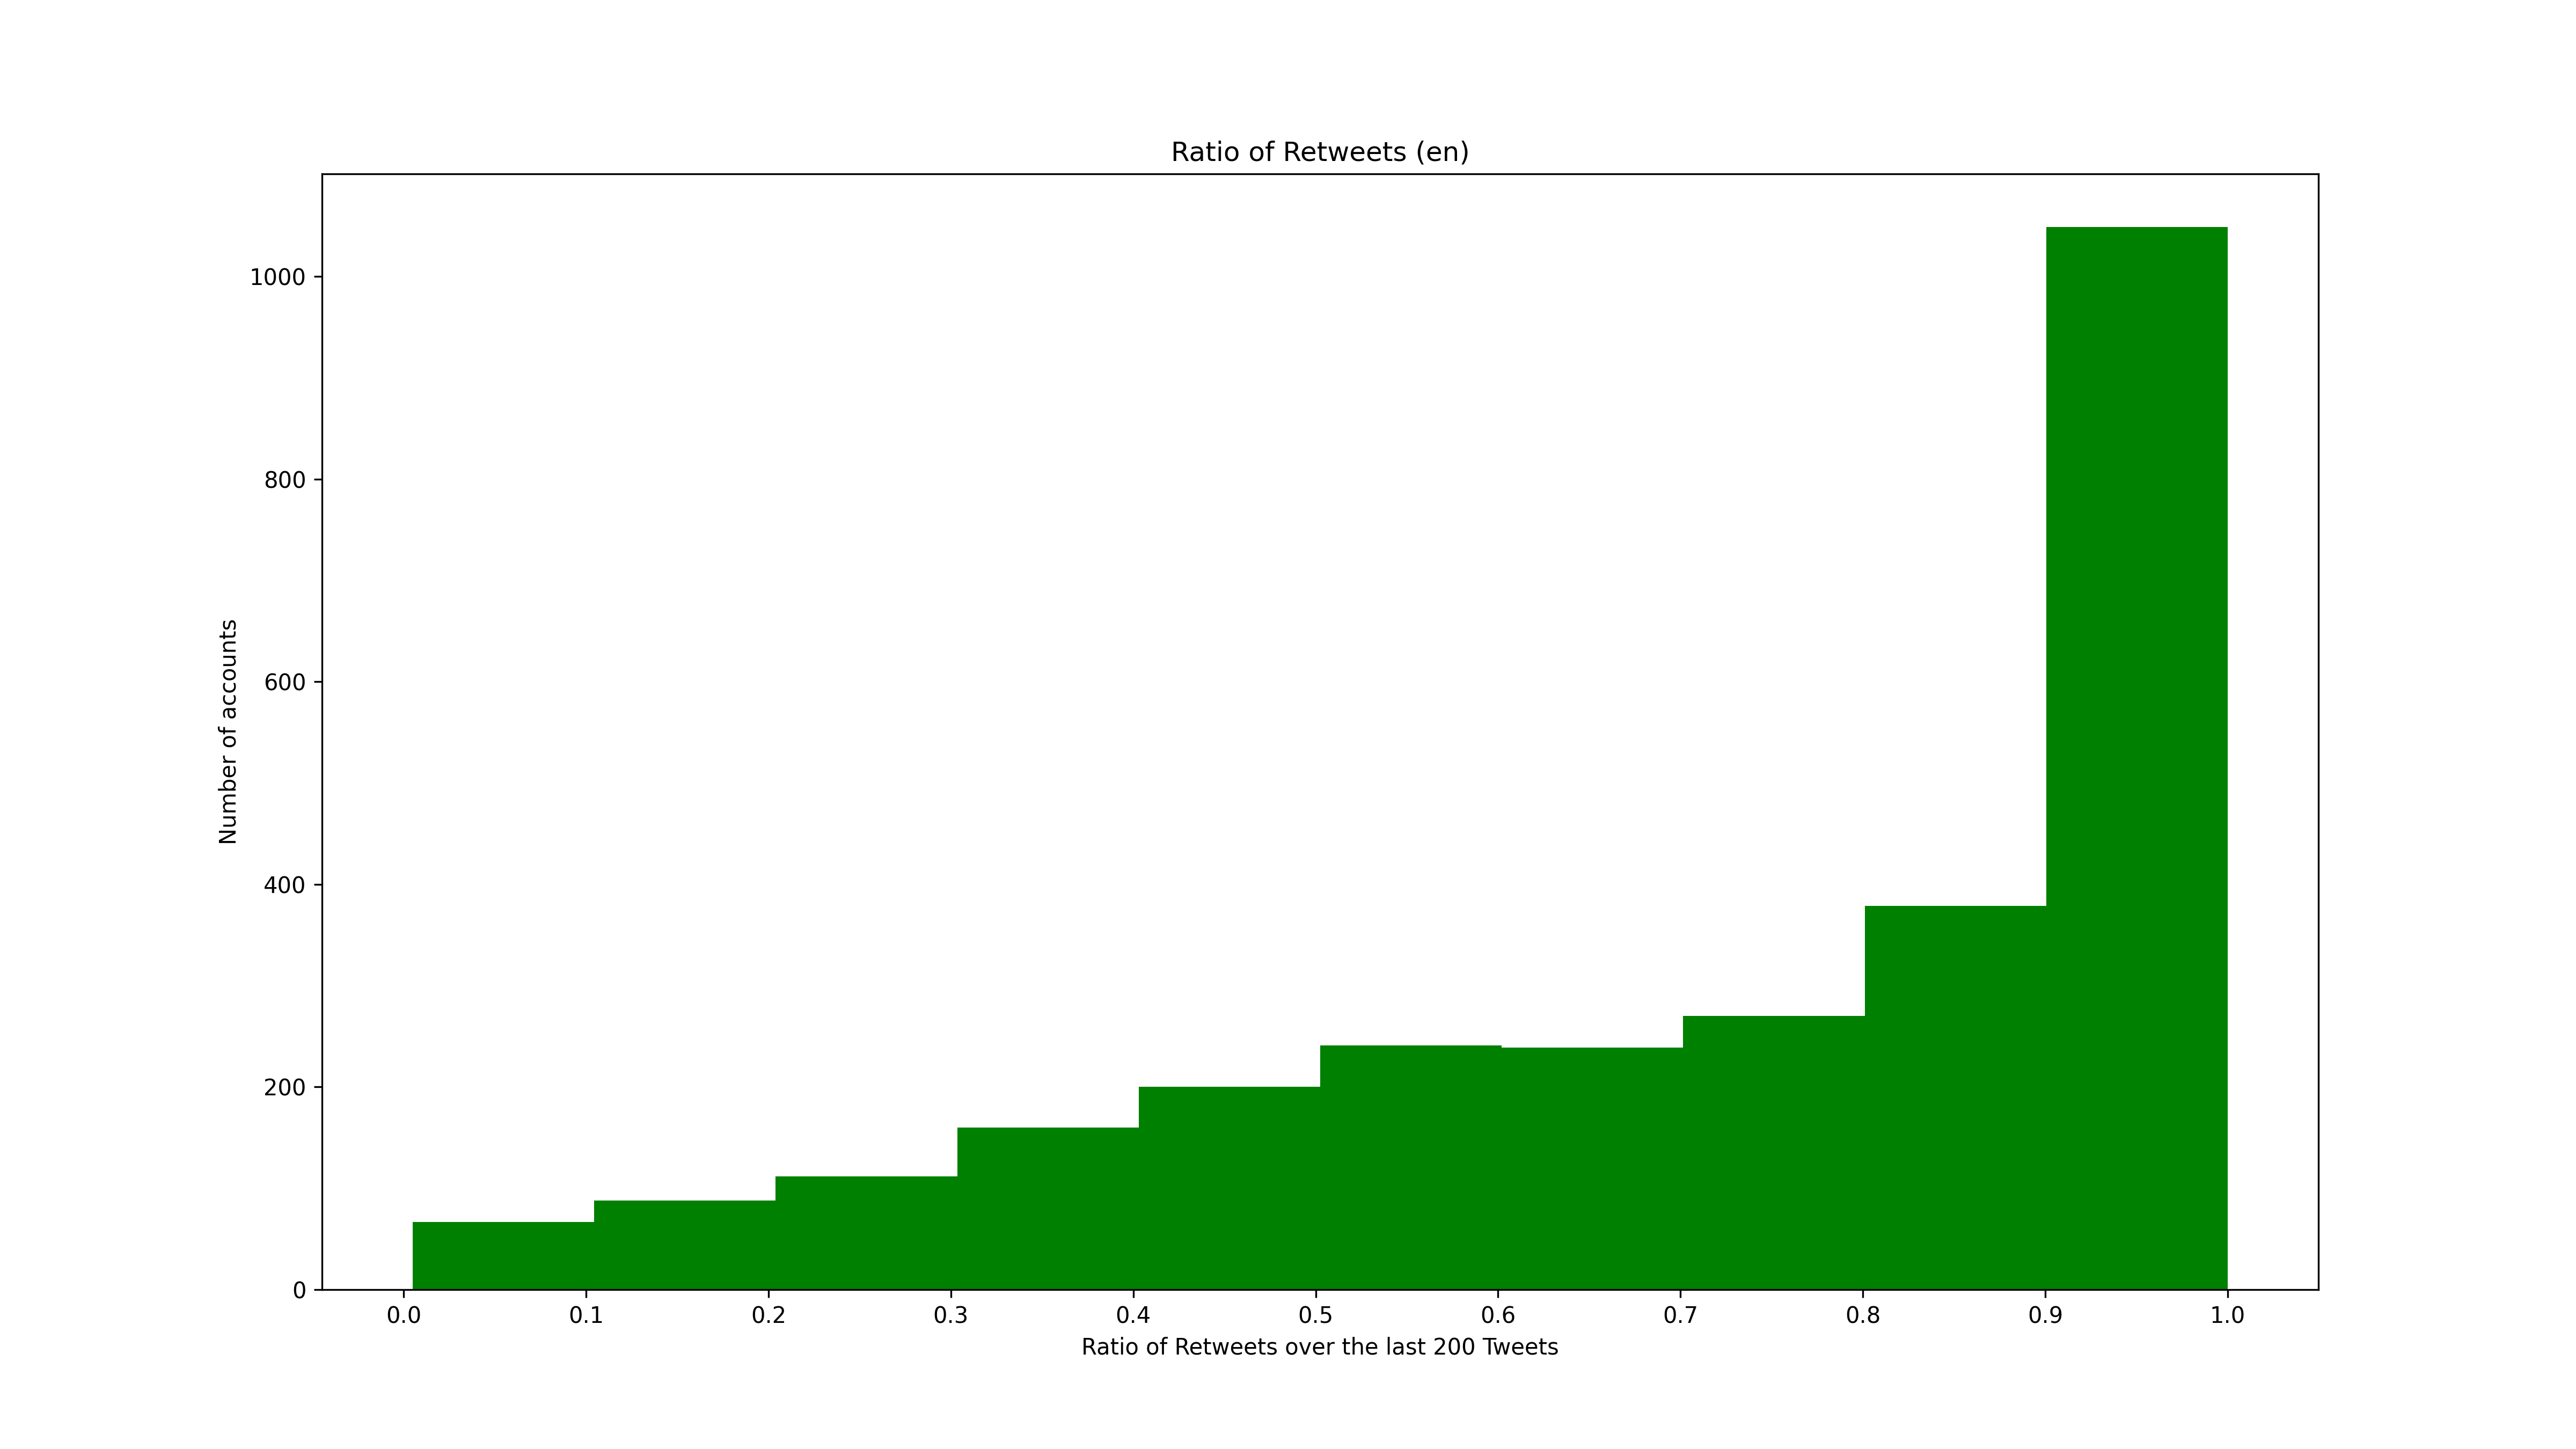 Ratio of Retweets (en)
Number of accounts
1000
800
600
400
200
0
0.0 0.1 0.2 0.3 0.4 0.5 0.6 0.7 0.8 0.9 1.0
Ratio of Retweets over the last 200 Tweets